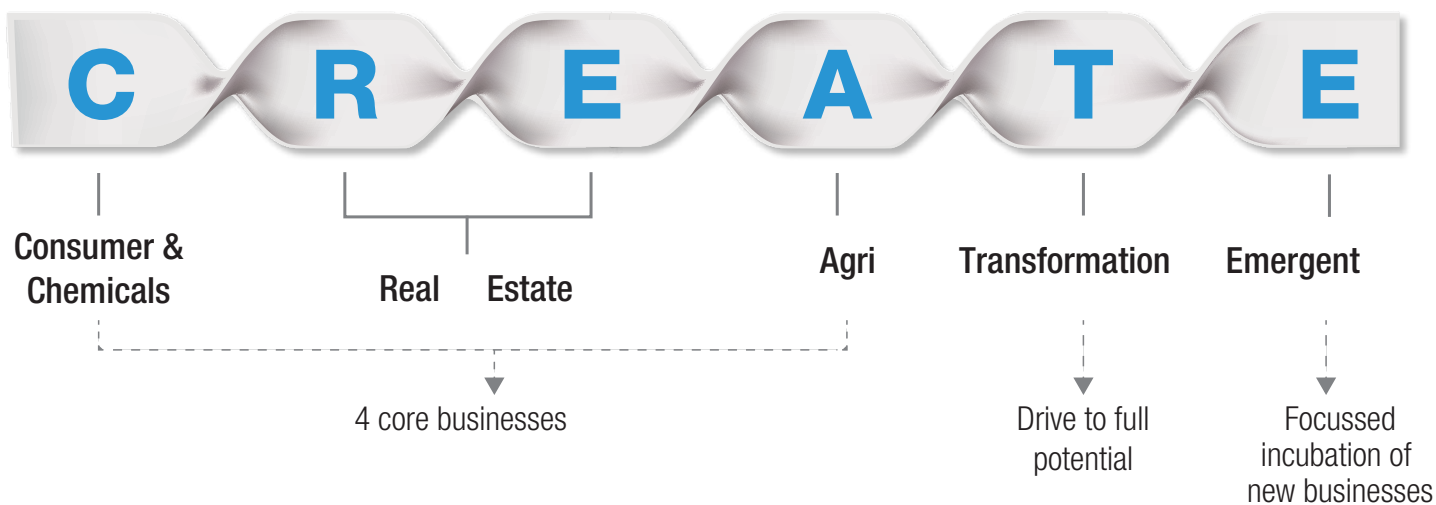 C R E A T E
Consumer &
Chemicals
Real Estate
Agri
Transformation
Emergent
4 core businesses
Drive to full
potential
Focussed
incubation of
new businesses